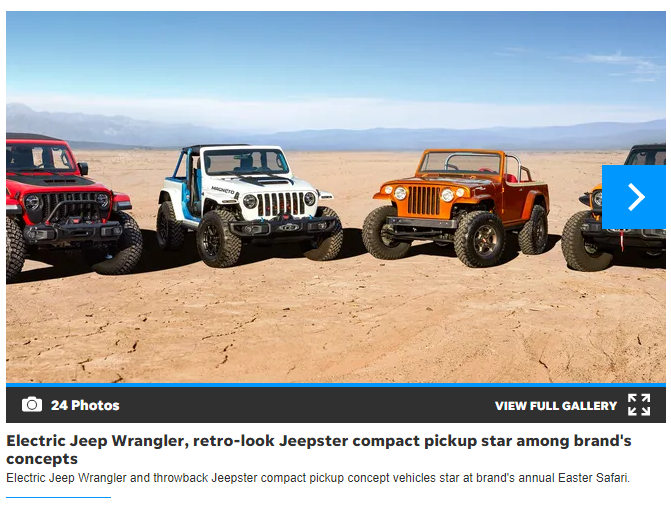 MAGNETO
24 Photos
VIEW FULL GALLERY
Electric Jeep Wrangler, retro-look Jeepster compact pickup star among brand's
concepts
Electric Jeep Wrangler and throwback Jeepster compact pickup concept vehicles star at brand's annual Easter Safari.